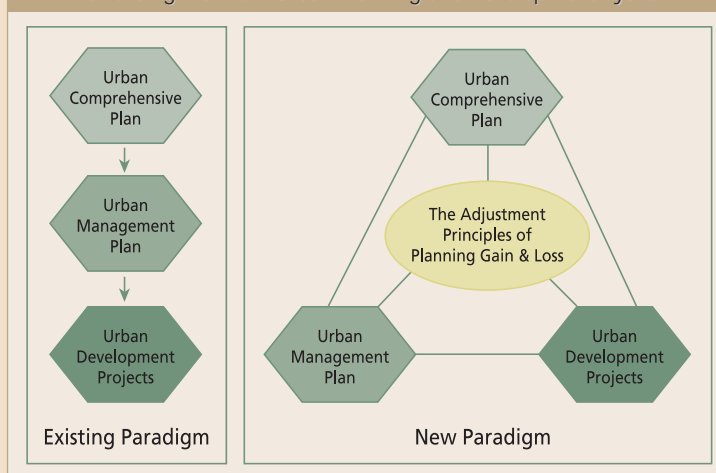 Urban
Comprehensive
Plan
Urban
Management
Plan
Urban
Development
Projects
Existing Paradigm
Urban
Comprehensive
Plan
The Adjustment
Principles of
Planning Gain & Loss
Urban
Management
Plan
Urban
Development
Projects
New Paradigm